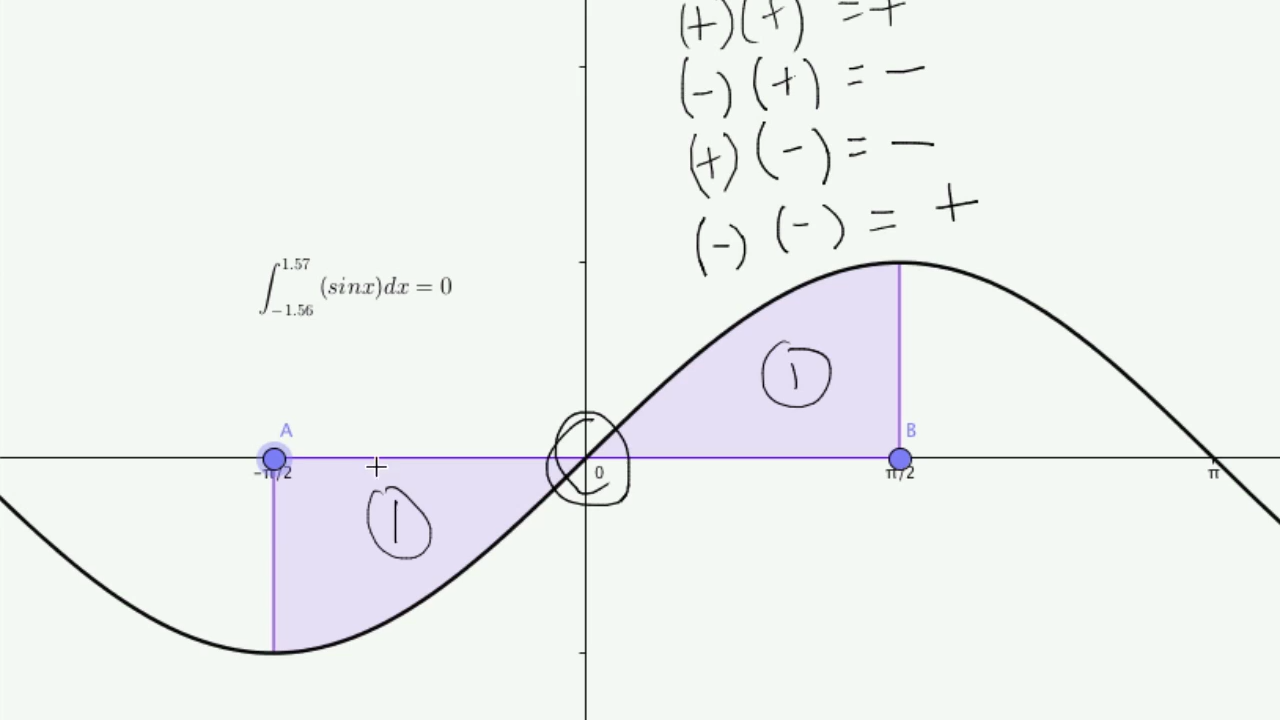 (+)(+) = +
(-)(+) = -
(+)(-) = -
(-)(-) = +
∫_{-1.56}^{1.57} (sinx)dx = 0
1
A
B
-π/2
0
π/2
π
1